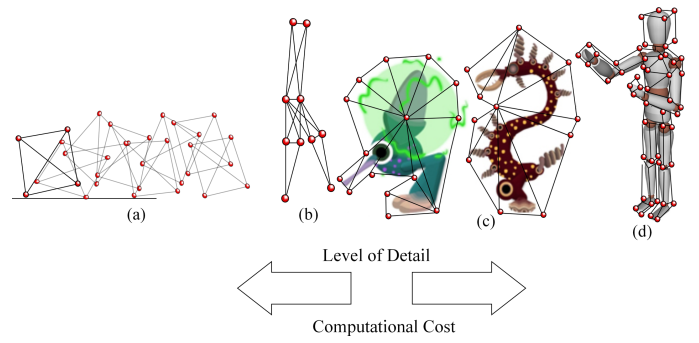 (a)
(b)
(c)
(d)
Level of Detail
Computational Cost